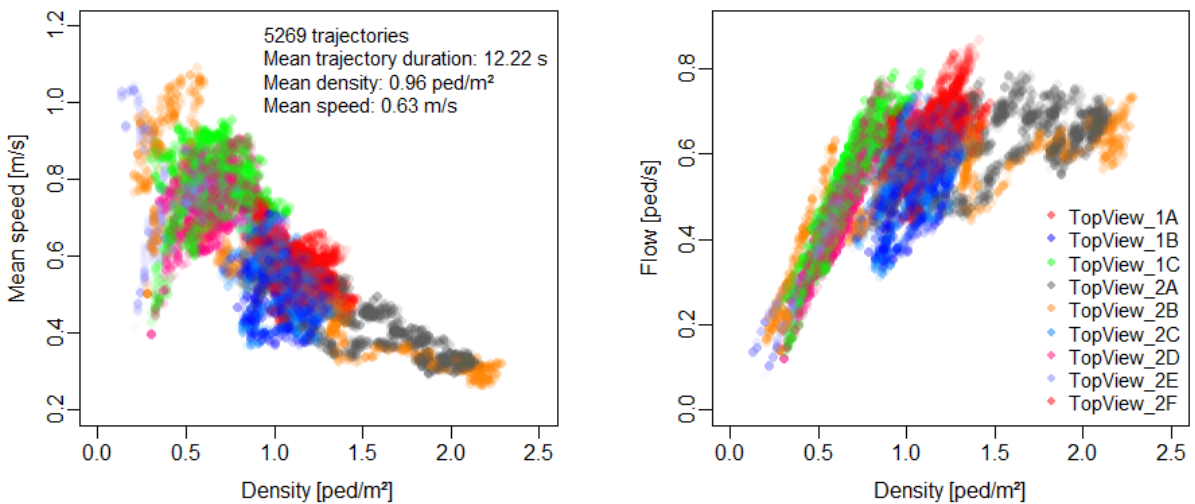 5269 trajectories
Mean trajectory duration: 12.22 s
Mean density: 0.96 ped/m²
Mean speed: 0.63 m/s
Mean speed [m/s]
1.2
1.0
0.8
0.6
0.4
0.2
0.0 0.5 1.0 1.5 2.0 2.5
Density [ped/m²]
Flow [ped/s]
0.8
0.6
0.4
0.2
0.0
TopView_1A
TopView_1B
TopView_1C
TopView_2A
TopView_2B
TopView_2C
TopView_2D
TopView_2E
TopView_2F
0.0 0.5 1.0 1.5 2.0 2.5
Density [ped/m²]